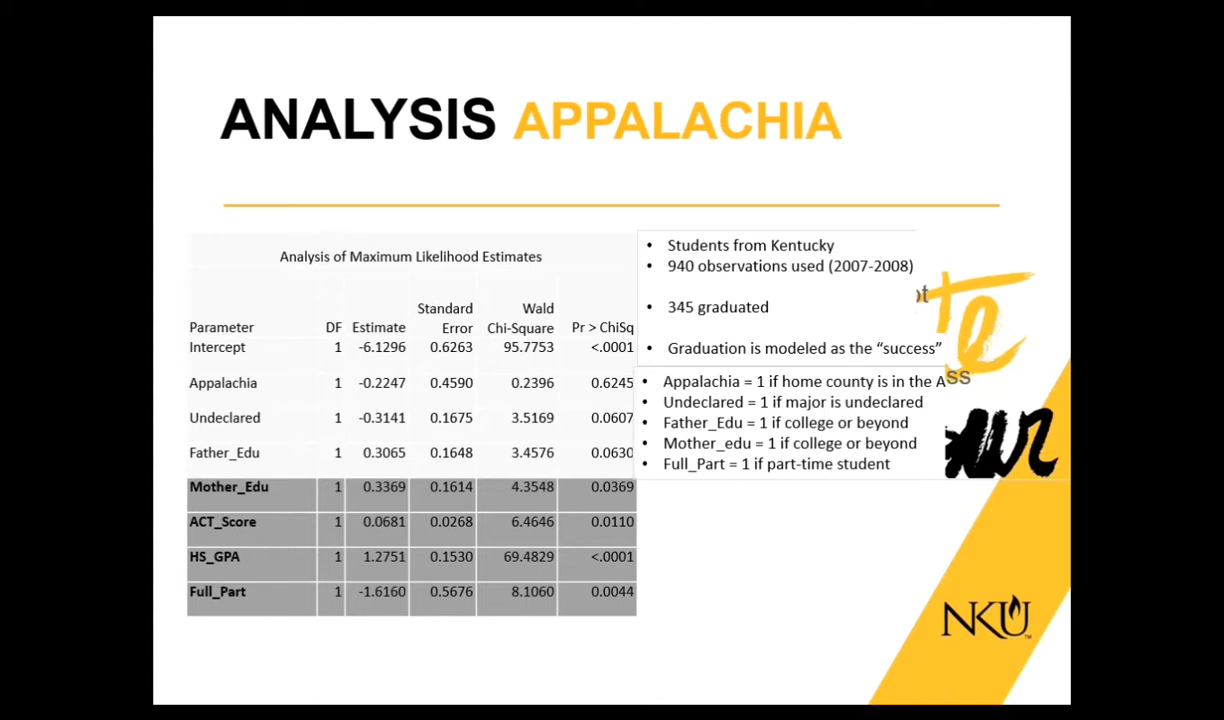 ANALYSIS APPALACHIA
Analysis of Maximum Likelihood Estimates
Parameter DF Estimate Standard Error Wald Chi-Square Pr > ChiSq
Intercept 1 -6.1296 0.6263 95.7753 <.0001
Appalachia 1 -0.2247 0.4590 0.2396 0.6245
Undeclared 1 -0.3141 0.1675 3.5169 0.0607
Father_Edu 1 0.3065 0.1648 3.4576 0.0630
Mother_Edu 1 0.3369 0.1614 4.3548 0.0369
ACT_Score 1 0.0681 0.0268 6.4646 0.0110
HS_GPA 1 1.2751 0.1530 69.4829 <.0001
Full_Part 1 -1.6160 0.5676 8.1060 0.0044
• Students from Kentucky
• 940 observations used (2007-2008)
• 345 graduated
• Graduation is modeled as the “success”
• Appalachia = 1 if home county is in the A
• Undeclared = 1 if major is undeclared
• Father_Edu = 1 if college or beyond
• Mother_edu = 1 if college or beyond
• Full_Part = 1 if part-time student
NKU